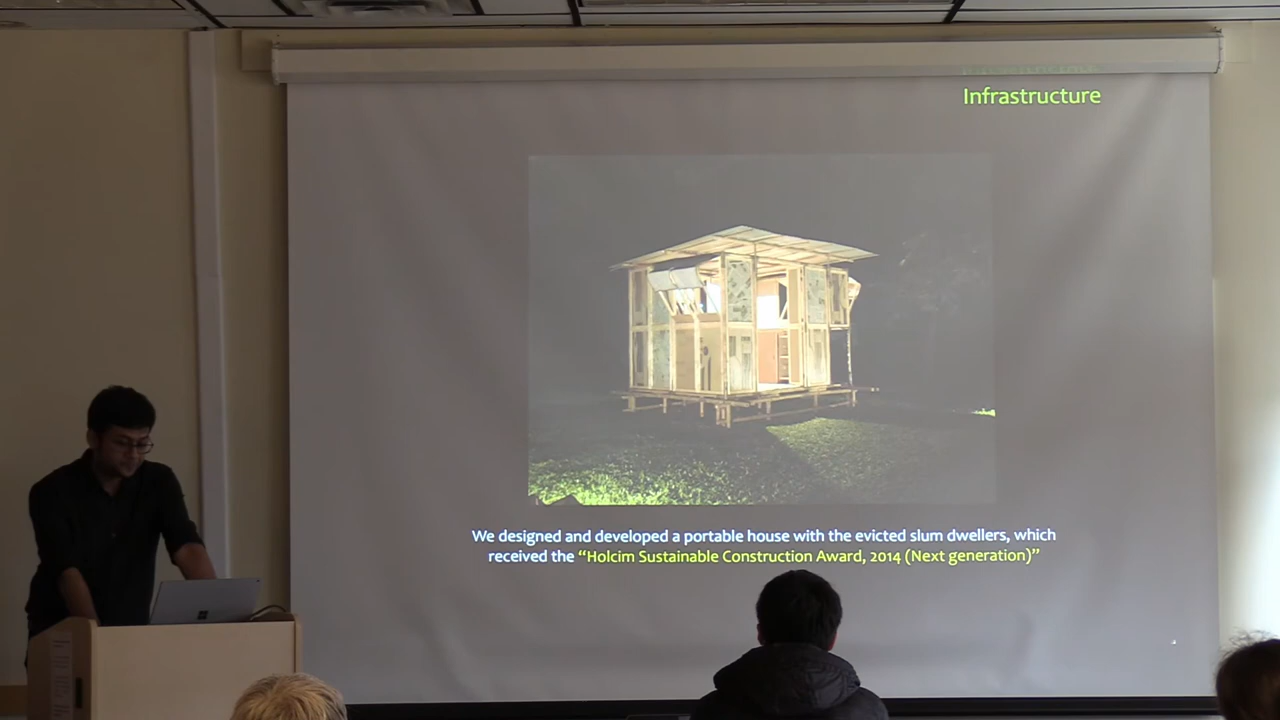 Infrastructure
We designed and developed a portable house with the evicted slum dwellers, which
received the “Holcim Sustainable Construction Award, 2014 (Next generation)”